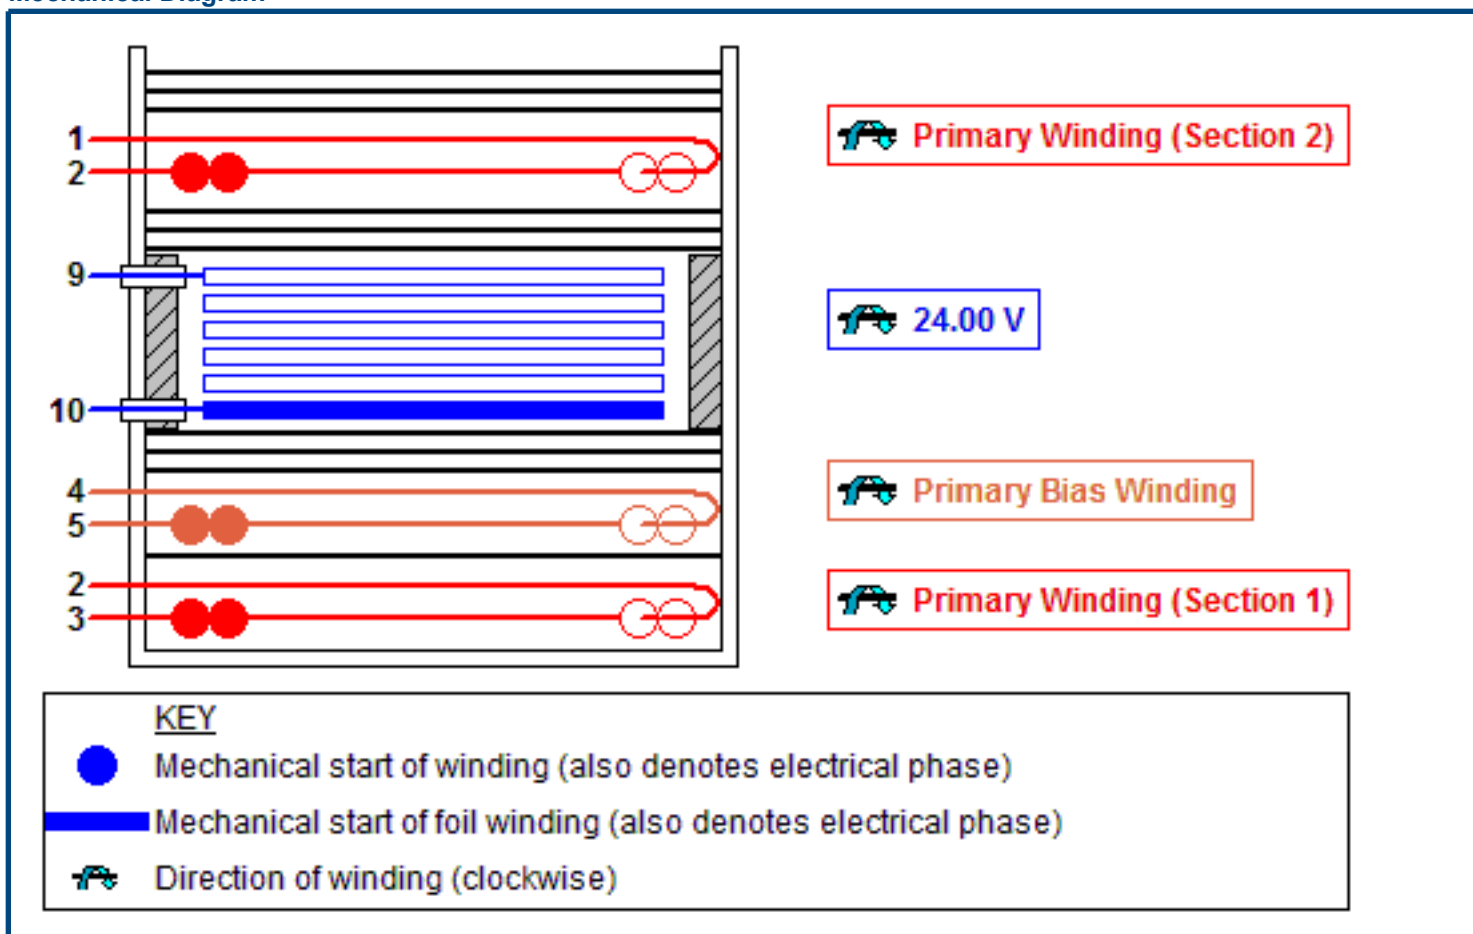 Mechanical Diagram
1
2
Primary Winding (Section 2)
9
24.00 V
10
4
5
Primary Bias Winding
2
3
Primary Winding (Section 1)
KEY
Mechanical start of winding (also denotes electrical phase)
Mechanical start of foil winding (also denotes electrical phase)
Direction of winding (clockwise)